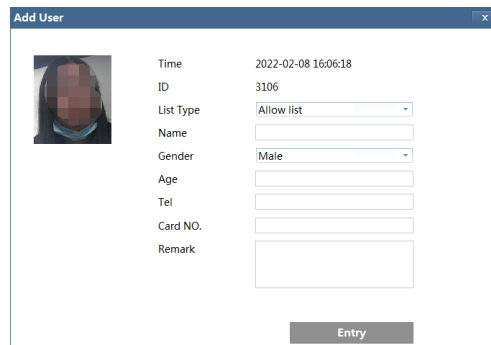 Add User
x
Time 2022-02-08 16:06:18
ID 3106
List Type Allow list
Name
Gender Male
Age
Tel
Card NO.
Remark
Entry